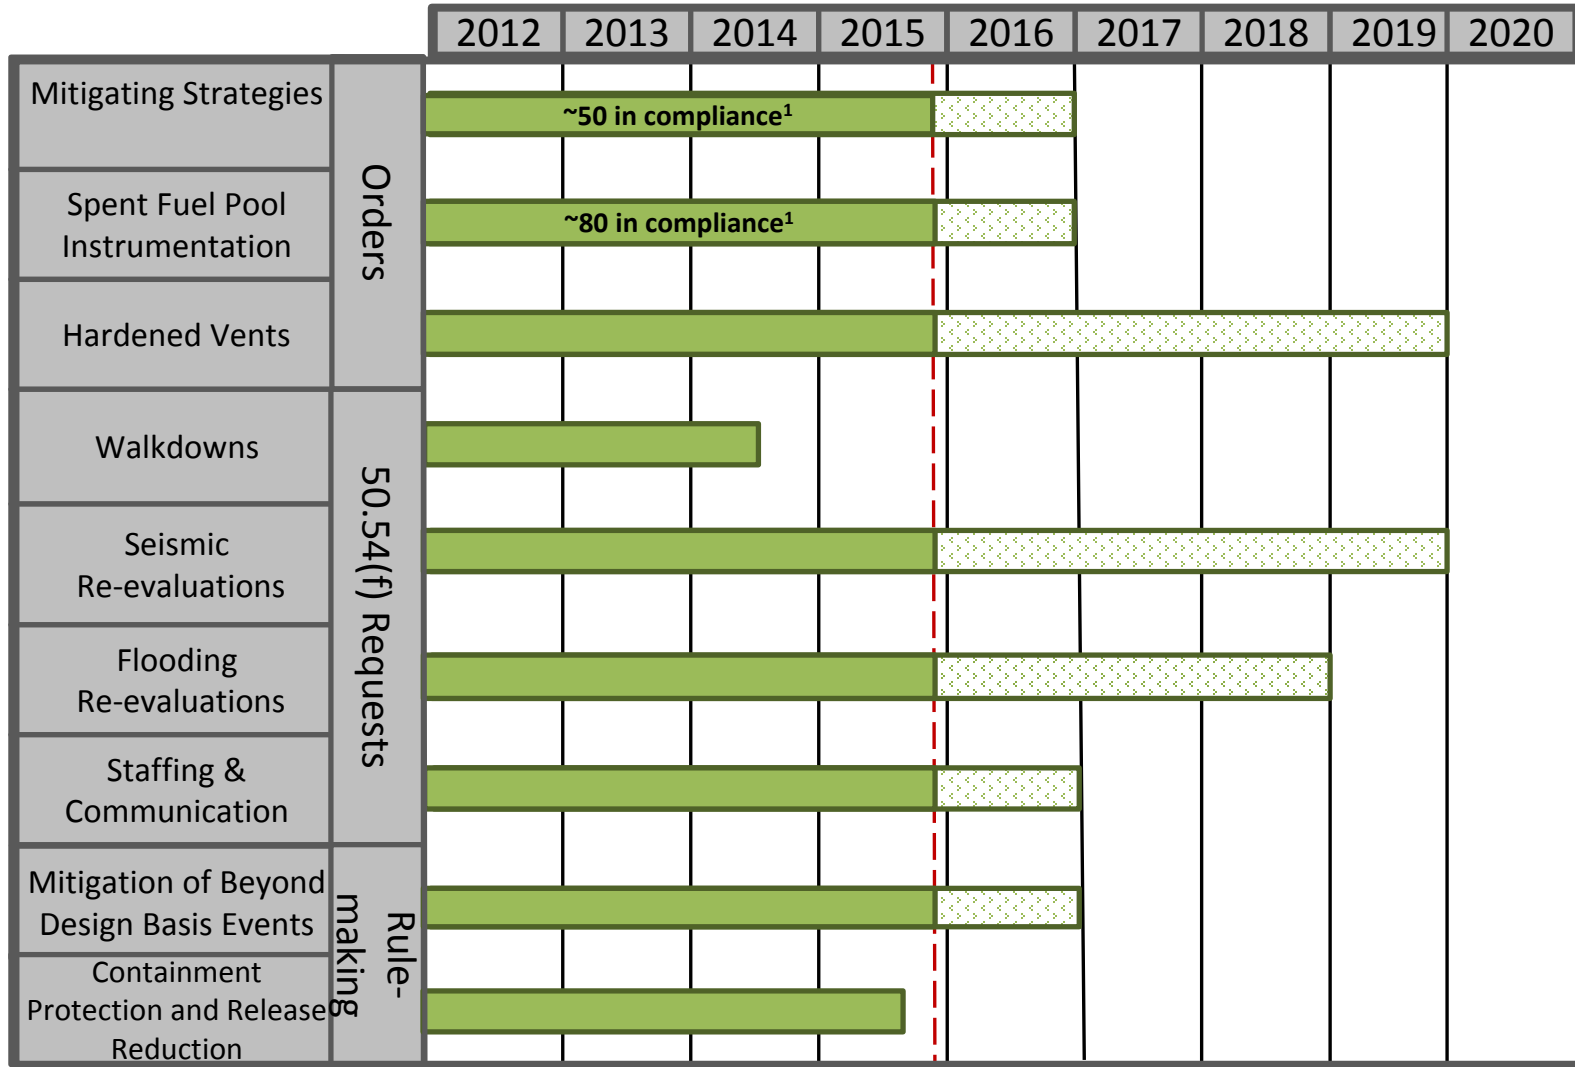 2012 2013 2014 2015 2016 2017 2018 2019 2020
Mitigating Strategies
~50 in compliance¹
Spent Fuel Pool
Instrumentation
~80 in compliance¹
Hardened Vents
Orders
Walkdowns
Seismic
Re-evaluations
Flooding
Re-evaluations
Staffing &
Communication
50.54(f) Requests
Mitigation of Beyond
Design Basis Events
Containment
Protection and Release
Reduction
Rule-
making